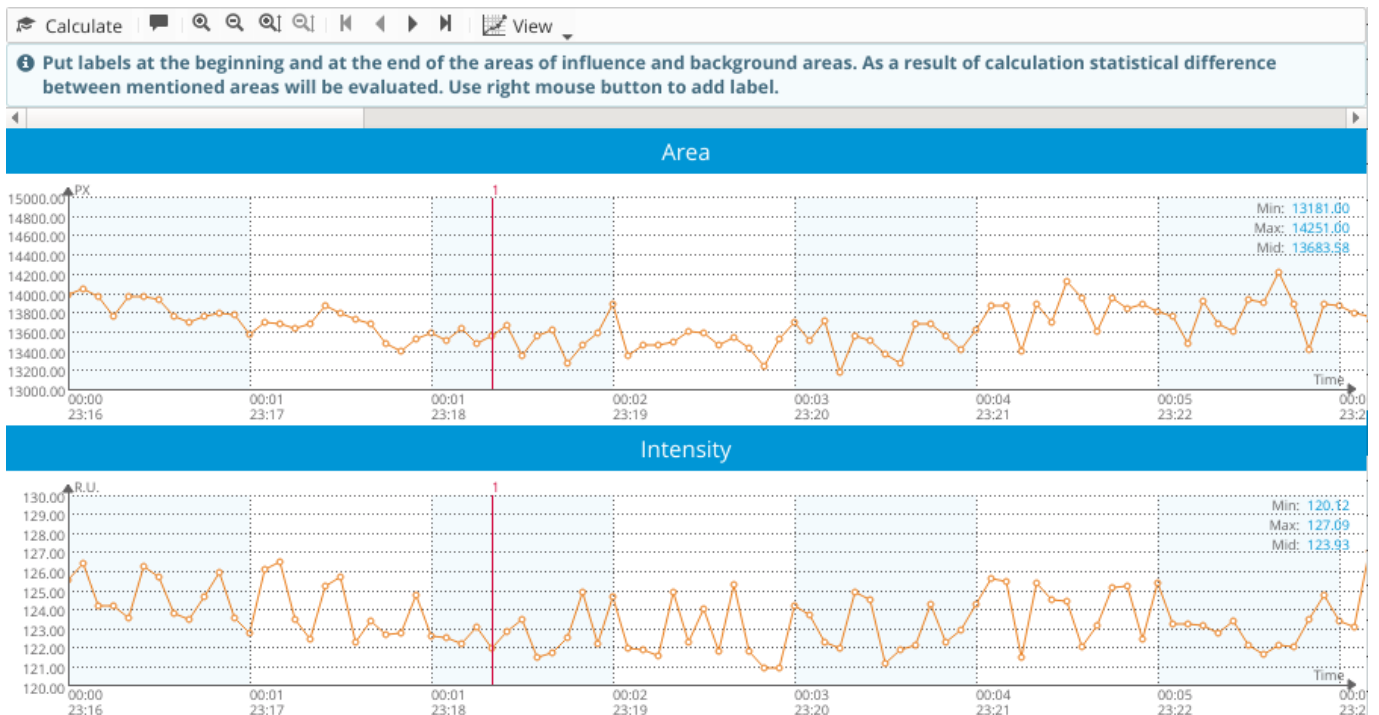 Calculate View
Put labels at the beginning and at the end of the areas of influence and background areas. As a result of calculation statistical difference
between mentioned areas will be evaluated. Use right mouse button to add label.
Area
PX
1
15000.00
14800.00
14600.00
14400.00
14200.00
14000.00
13800.00
13600.00
13400.00
13200.00
13000.00
Min: 13181.00
Max: 14251.00
Mid: 13683.58
Time
00:00 00:01 00:01 00:02 00:03 00:04 00:05 00:0
23:16 23:17 23:18 23:19 23:20 23:21 23:22 23:2
Intensity
R.U.
1
130.00
129.00
128.00
127.00
126.00
125.00
124.00
123.00
122.00
121.00
120.00
Min: 120.12
Max: 127.09
Mid: 123.93
Time
00:00 00:01 00:01 00:02 00:03 00:04 00:05 00:0
23:16 23:17 23:18 23:19 23:20 23:21 23:22 23:2